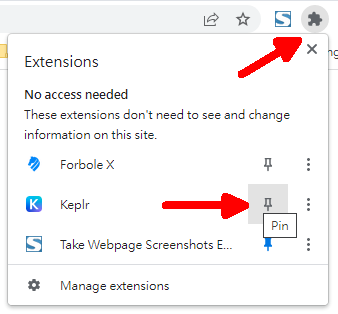 Extensions
No access needed
These extensions don't need to see and change
information on this site.
Forbole X
Keplr
Pin
Take Webpage Screenshots E...
Manage extensions